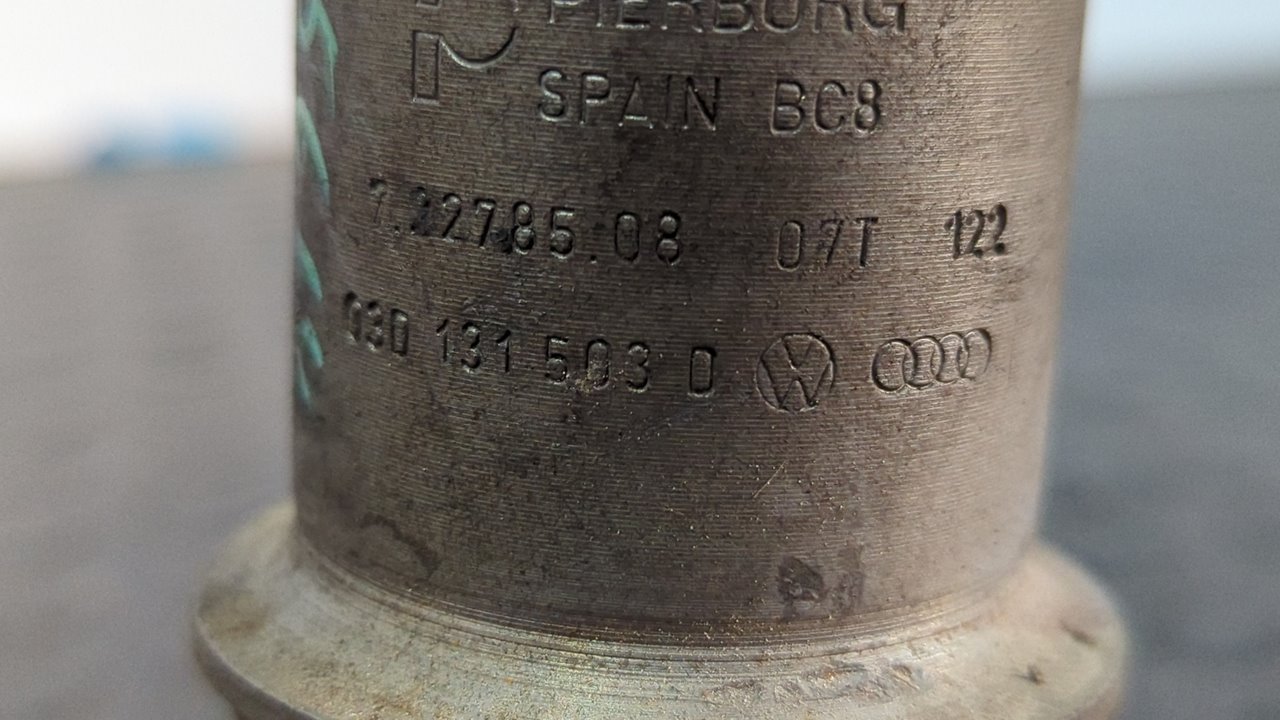 PIERBURG
SPAIN BC8
7.22785.08 07T 122
030 131 503 D